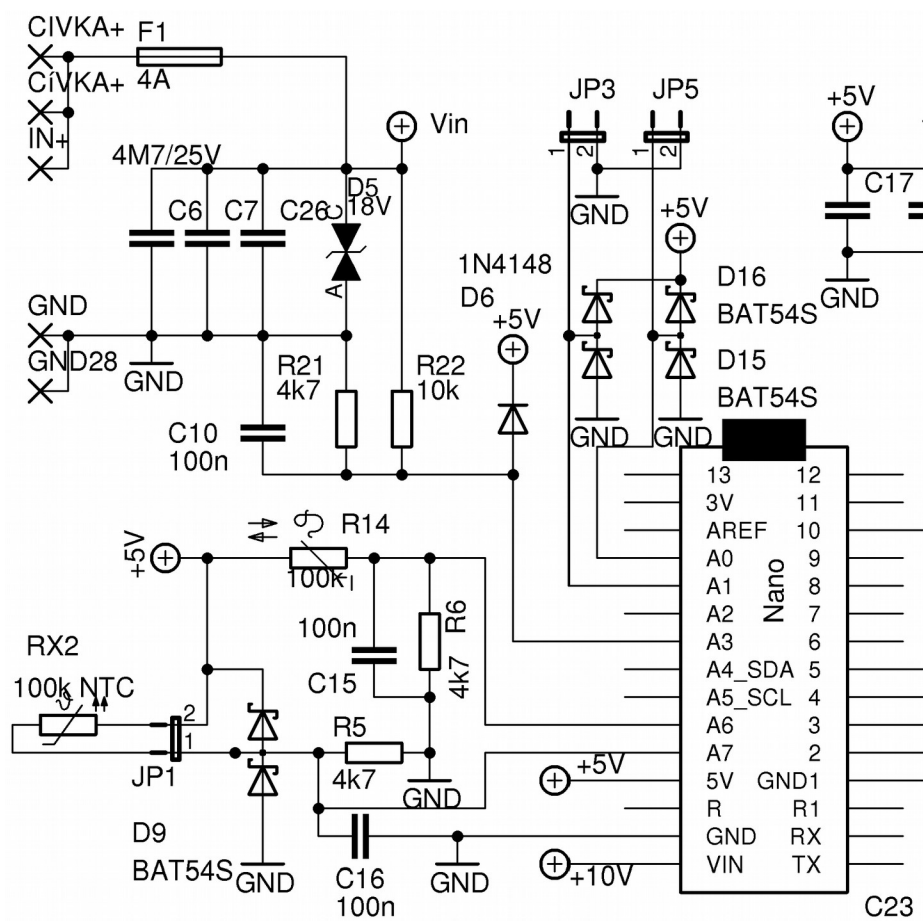 CIVKA+
F1
4A
CíVKA+
IN+
4M7/25V
C6
C7
C26
D5
18V
C
A
Vin
JP3
JP5
1
2
1
2
GND
+5V
+5V
C17
GND
1N4148
D6
+5V
D16
BAT54S
D15
BAT54S
GND
GND
GND
GND28
GND
R21
4k7
R22
10k
C10
100n
+5V
R14
100k
100n
C15
R6
4k7
RX2
100k NTC
2
1
JP1
R5
4k7
GND
D9
BAT54S
GND
C16
100n
+5V
+10V
Nano
13 12
3V 11
AREF 10
A0 9
A1 8
A2 7
A3 6
A4_SDA 5
A5_SCL 4
A6 3
A7 2
5V GND1
R R1
GND RX
VIN TX
C23